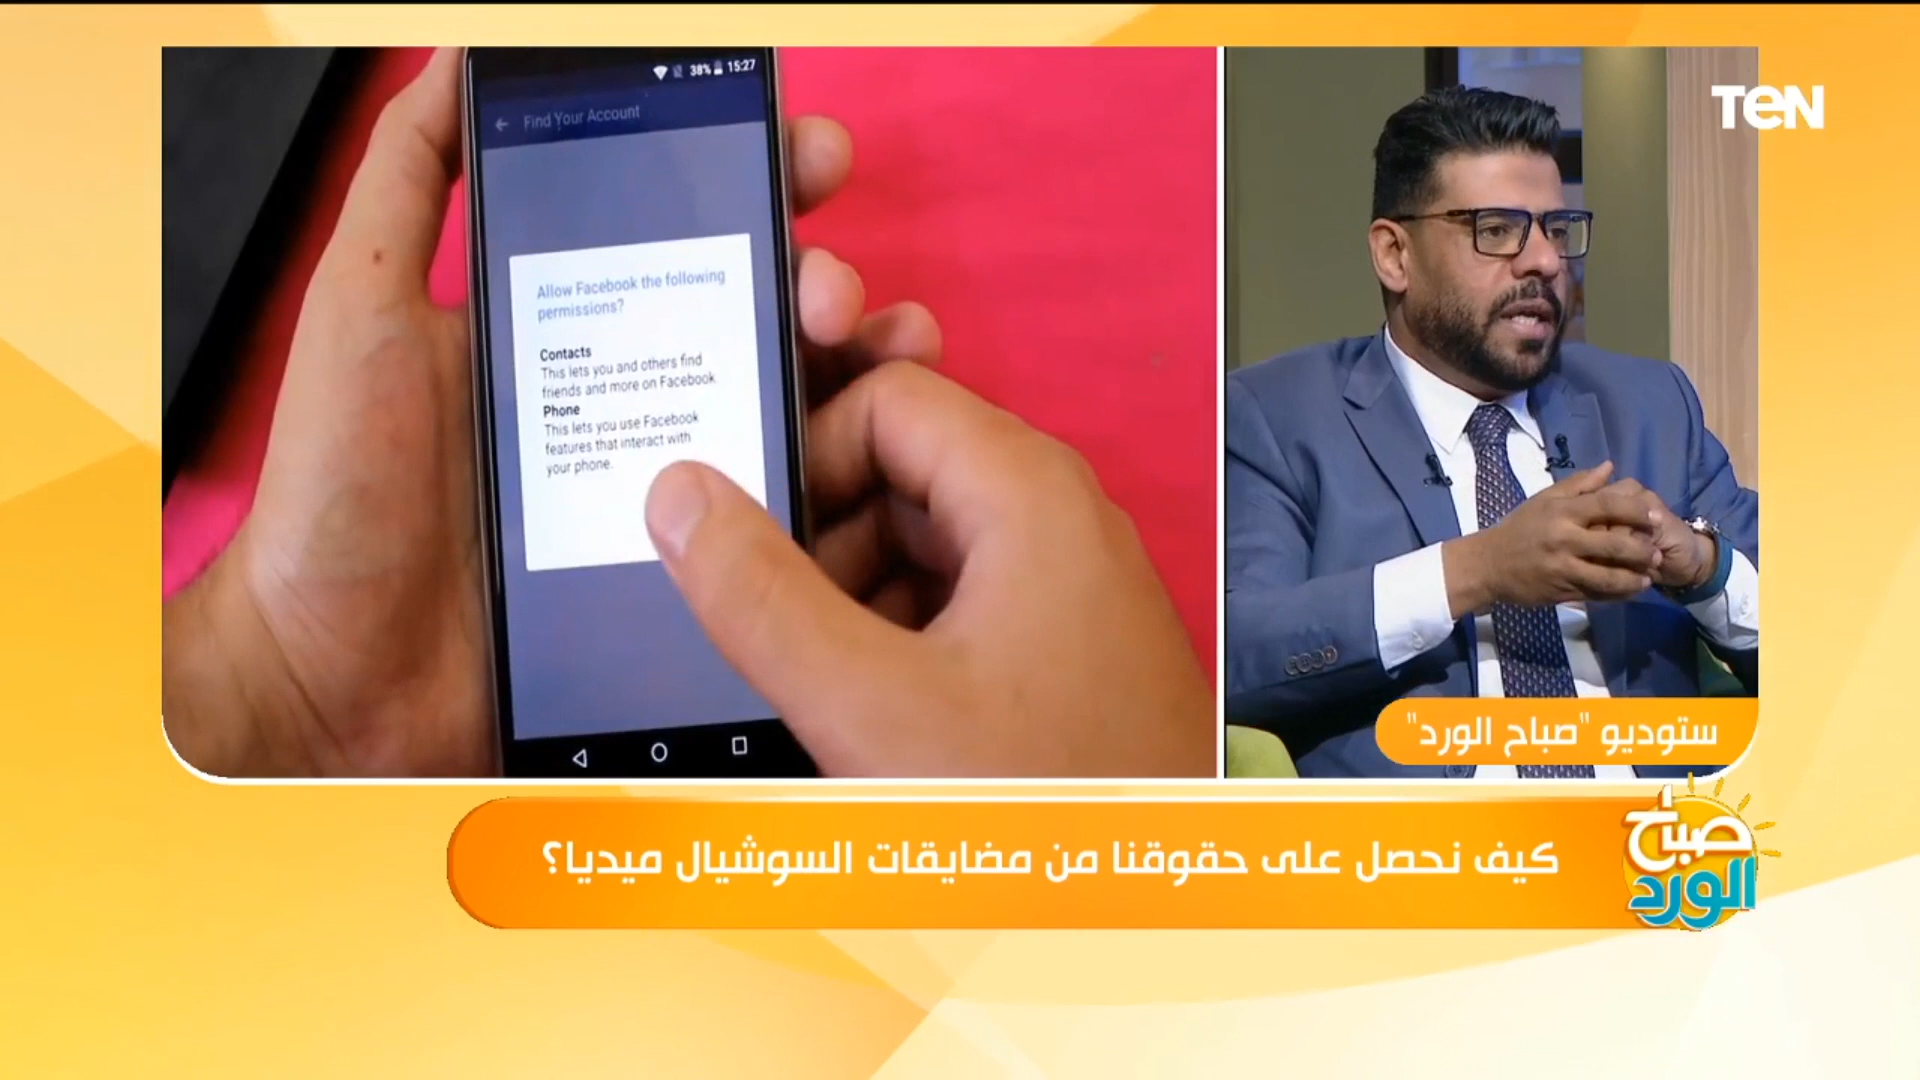 38% 15:27
Find Your Account
Allow Facebook the following
permissions?
Contacts
This lets you and others find
friends and more on Facebook
Phone
This lets you use Facebook
features that interact with
your phone.
TEN
ستوديو "صباح الورد"
كيف نحصل على حقوقنا من مضايقات السوشيال ميديا؟
صباح
الورد